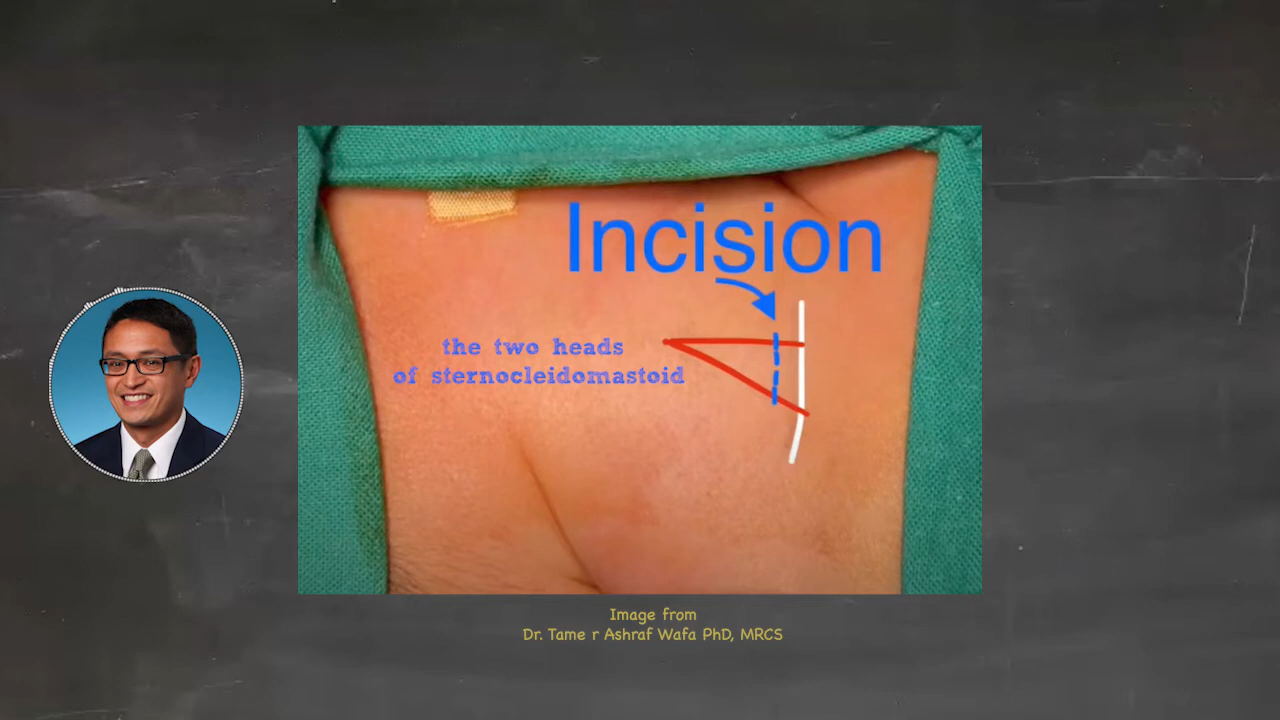 Incision
the two heads
of sternocleidomastoid
Image from
Dr. Tame r Ashraf Wafa PhD, MRCS